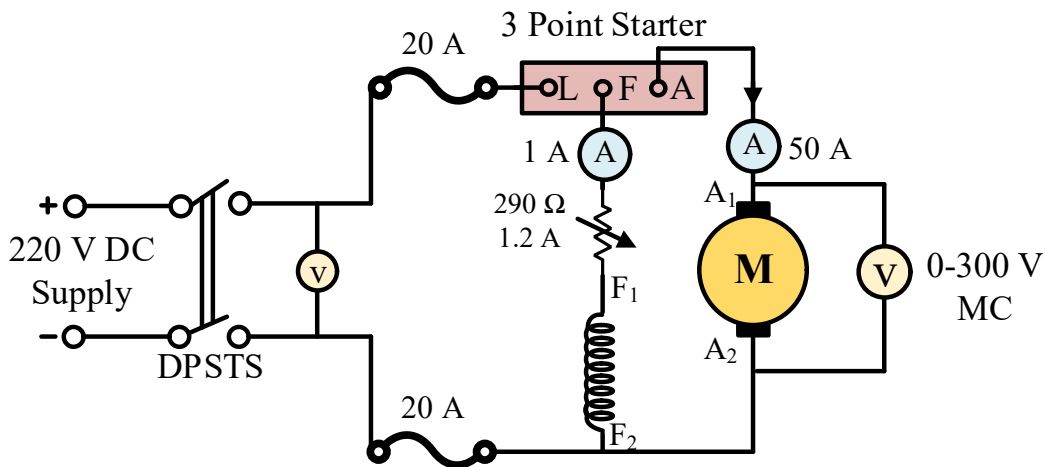 3 Point Starter
20 A
L F A
1 A
A
A
50 A
290 Ω
1.2 A
A1
+
220 V DC
Supply
−
v
M
V
0-300 V
MC
F1
A2
DPSTS
20 A
F2